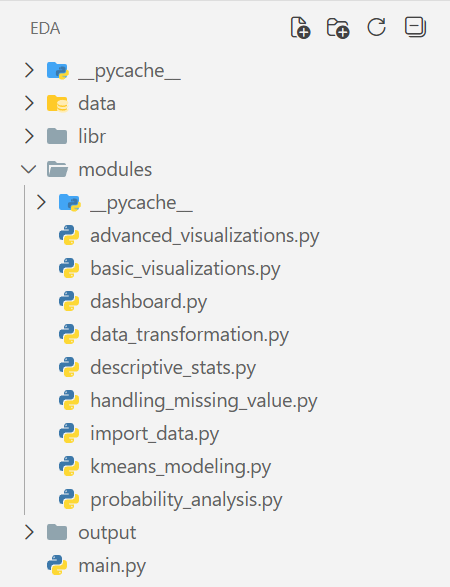 EDA
__pycache__
data
libr
modules
__pycache__
advanced_visualizations.py
basic_visualizations.py
dashboard.py
data_transformation.py
descriptive_stats.py
handling_missing_value.py
import_data.py
kmeans_modeling.py
probability_analysis.py
output
main.py